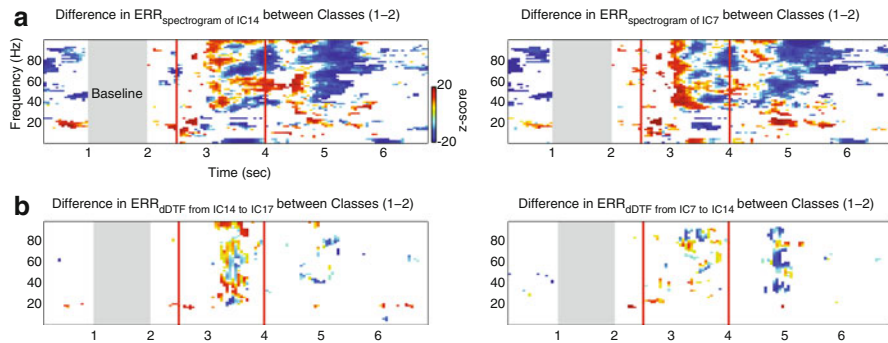 a
Difference in ERRspectrogram of IC14 between Classes (1–2)
Difference in ERRspectrogram of IC7 between Classes (1–2)
Frequency (Hz)
80
60
40
20
Baseline
1 2 3 4 5 6
Time (sec)
20
-20
z-score
80
60
40
20
1 2 3 4 5 6
b
Difference in ERRdDTF from IC14 to IC17 between Classes (1–2)
Difference in ERRdDTF from IC7 to IC14 between Classes (1–2)
80
60
40
20
1 2 3 4 5 6
80
60
40
20
1 2 3 4 5 6